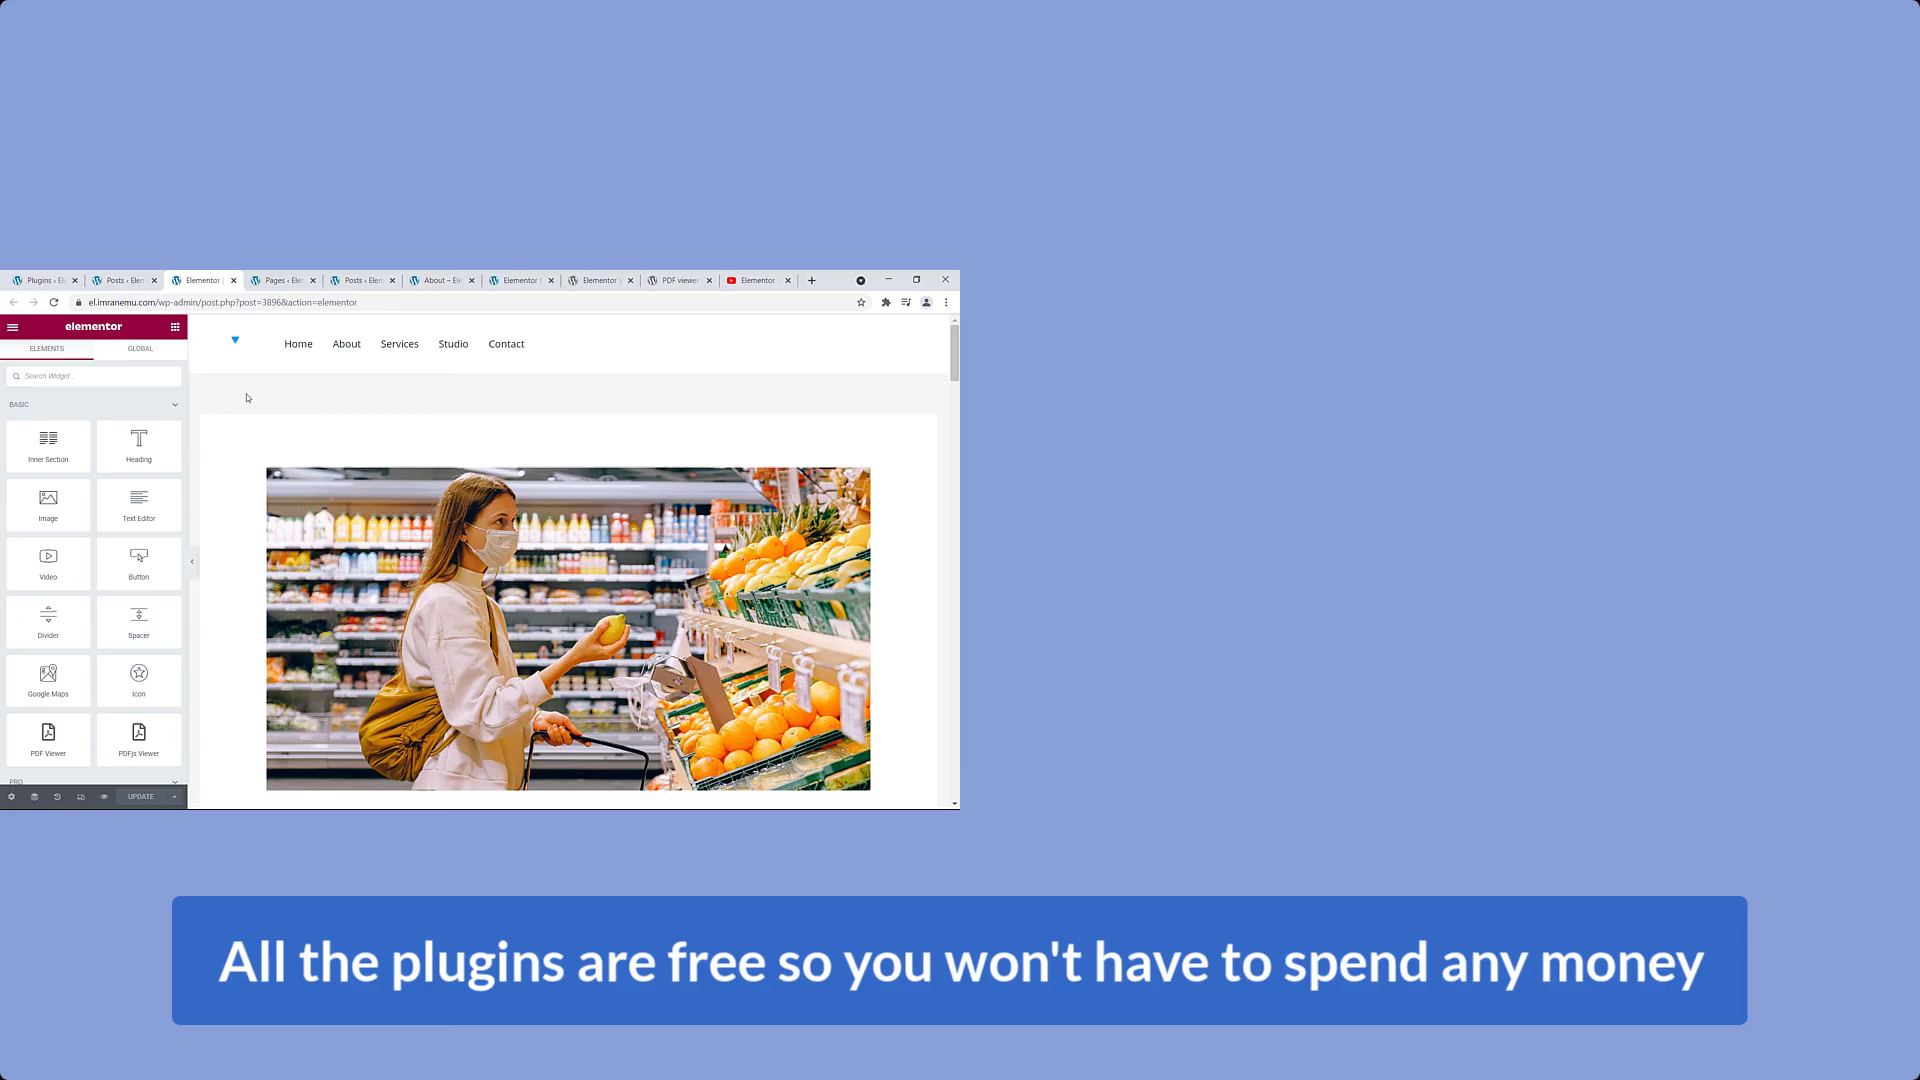 Plugins ‹ El
Posts ‹ Elem
Elementor |
Pages ‹ Elem
Posts ‹ Elem
About – Ele
Elementor |
Elementor
PDF viewer
Elementor
el.imranemu.com/wp-admin/post.php?post=3896&action=elementor
elementor
ELEMENTS
GLOBAL
Search Widget...
BASIC
Inner Section
Heading
Image
Text Editor
Video
Button
Divider
Spacer
Google Maps
Icon
PDF Viewer
PDFjs Viewer
PRO
UPDATE
Home
About
Services
Studio
Contact
All the plugins are free so you won't have to spend any money